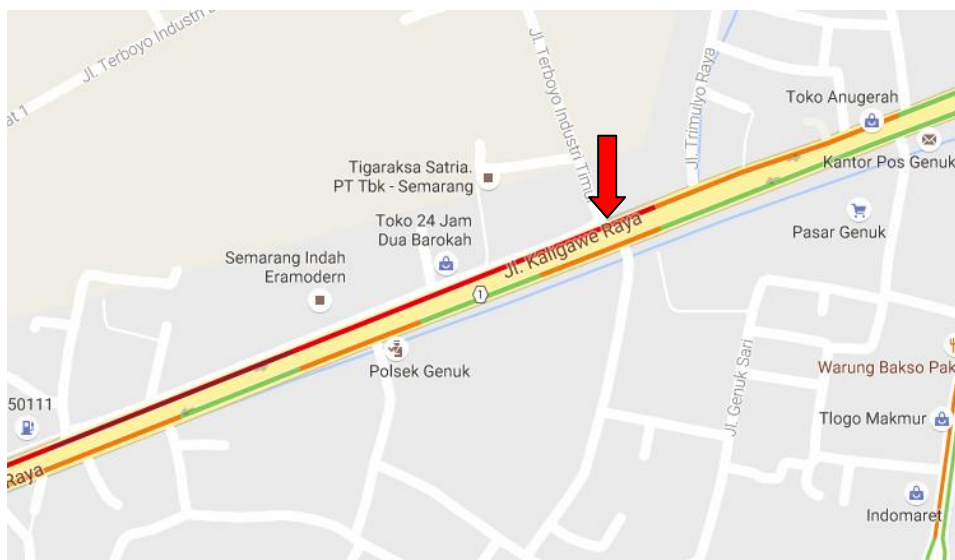 Jl. Terboyo Industri
at 1
Jl. Terboyo Industri Timu
Jl. Trimulyo Raya
Toko Anugerah
Kantor Pos Genuk
Tigaraksa Satria.
PT Tbk - Semarang
Toko 24 Jam
Dua Barokah
Pasar Genuk
Semarang Indah
Eramodern
Jl. Kaligawe Raya
1
Polsek Genuk
Jl. Genuk Sari
Warung Bakso Pak
50111
Tlogo Makmur
Raya
Indomaret